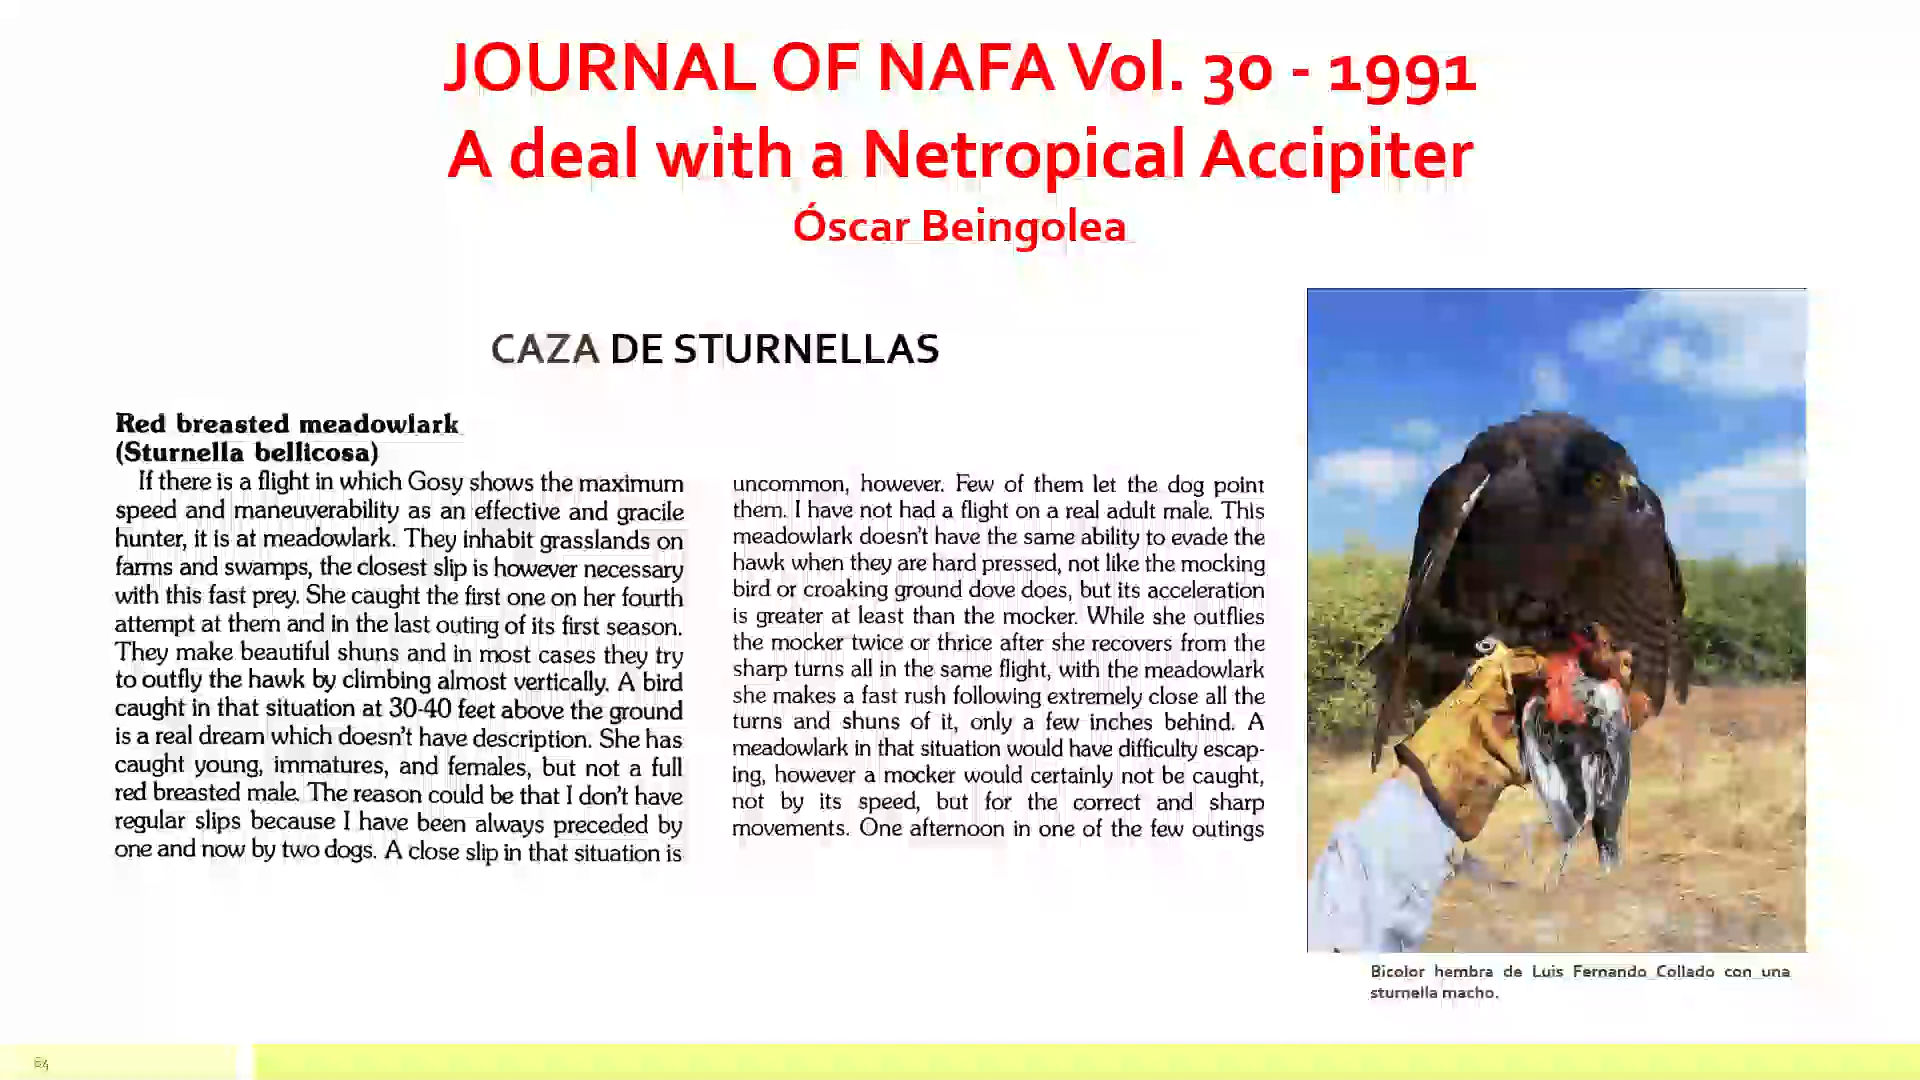 JOURNAL OF NAFA Vol. 30 - 1991
A deal with a Netropical Accipiter
Óscar Beingolea
CAZA DE STURNELLAS
Red breasted meadowlark
(Sturnella bellicosa)
If there is a flight in which Gosy shows the maximum
speed and maneuverability as an effective and gracile
hunter, it is at meadowlark. They inhabit grasslands on
farms and swamps, the closest slip is however necessary
with this fast prey. She caught the first one on her fourth
attempt at them and in the last outing of its first season.
They make beautiful shuns and in most cases they try
to outfly the hawk by climbing almost vertically. A bird
caught in that situation at 30-40 feet above the ground
is a real dream which doesn't have description. She has
caught young, immatures, and females, but not a full
red breasted male. The reason could be that I don't have
regular slips because I have been always preceded by
one and now by two dogs. A close slip in that situation is
uncommon, however. Few of them let the dog point
them. I have not had a flight on a real adult male. This
meadowlark doesn't have the same ability to evade the
hawk when they are hard pressed, not like the mocking
bird or croaking ground dove does, but its acceleration
is greater at least than the mocker. While she outflies
the mocker twice or thrice after she recovers from the
sharp turns all in the same flight, with the meadowlark
she makes a fast rush following extremely close all the
turns and shuns of it, only a few inches behind. A
meadowlark in that situation would have difficulty escap-
ing, however a mocker would certainly not be caught,
not by its speed, but for the correct and sharp
movements. One afternoon in one of the few outings
Bicolor hembra de Luis Fernando Collado con una
sturnella macho.
64